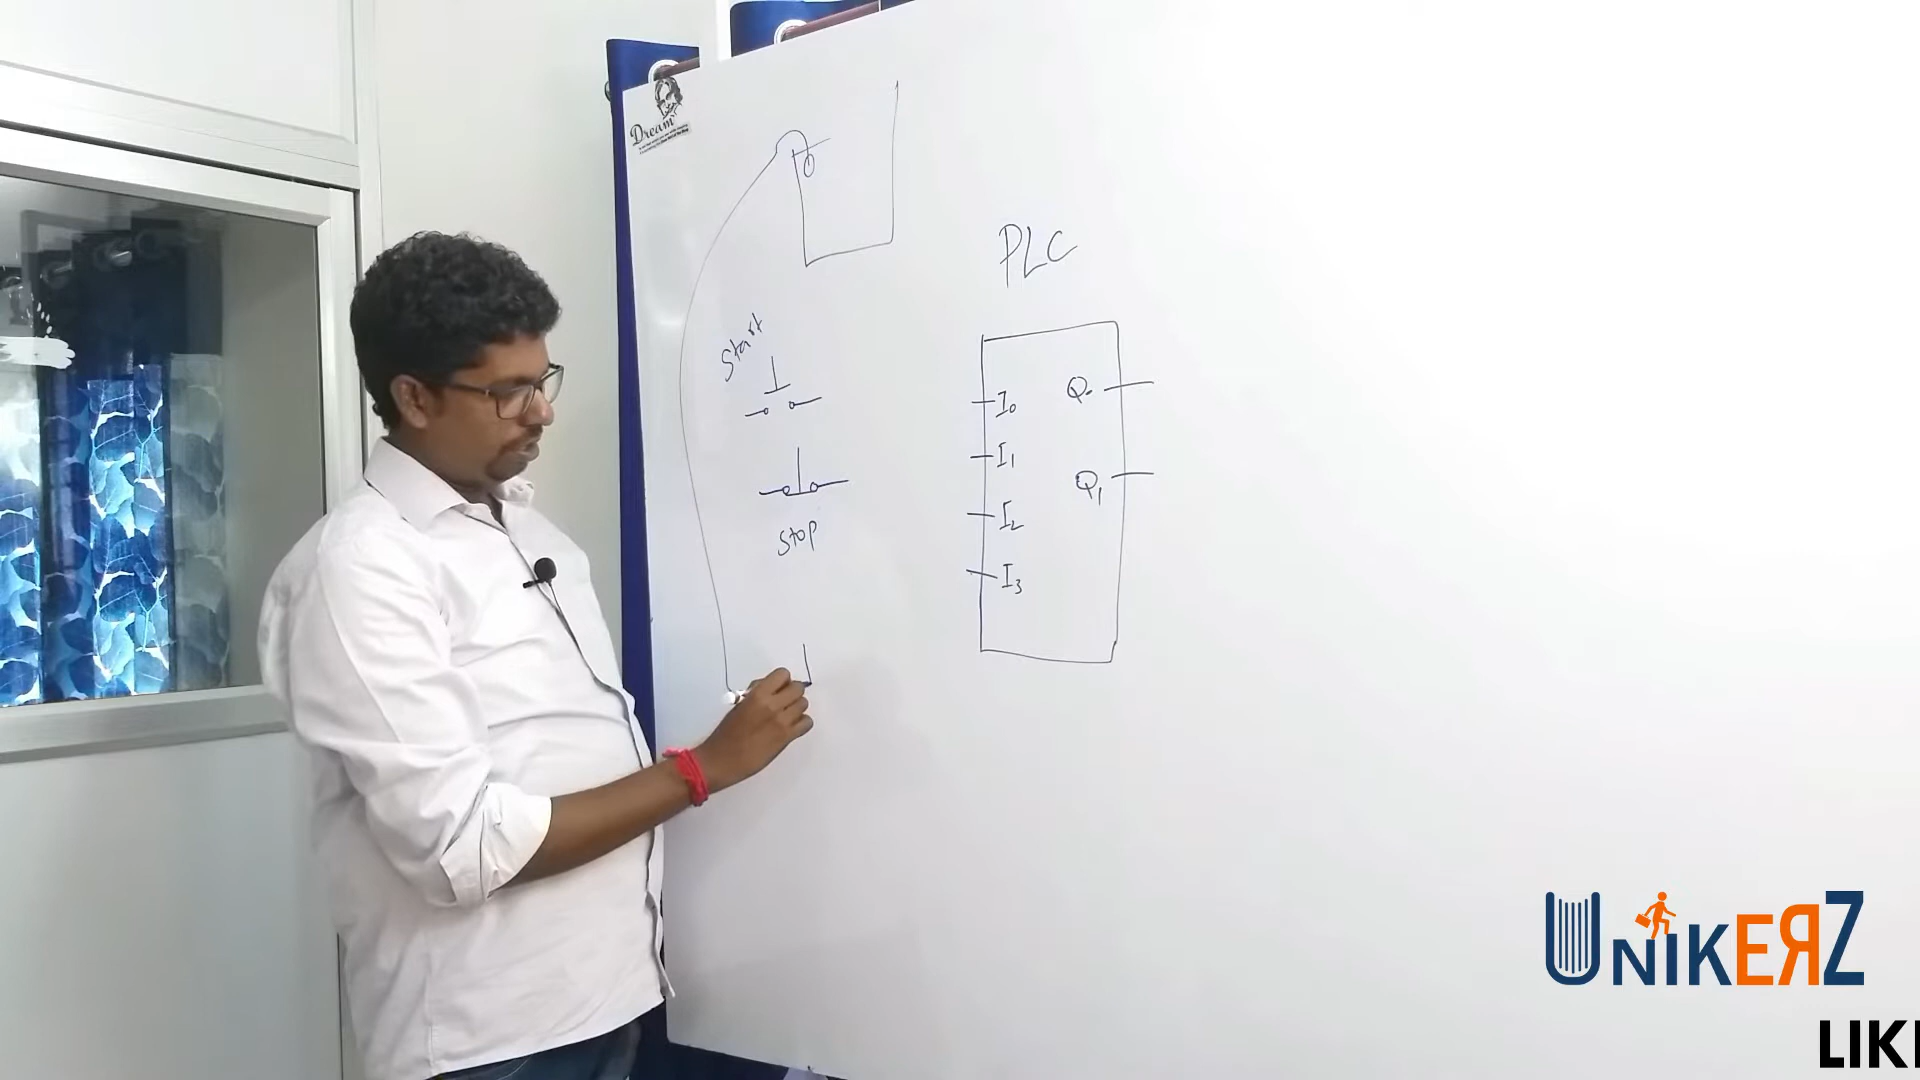 Dream
PLC
Start
I0
Q0
I1
Q1
I2
Stop
I3
UNIKERZ
LIK